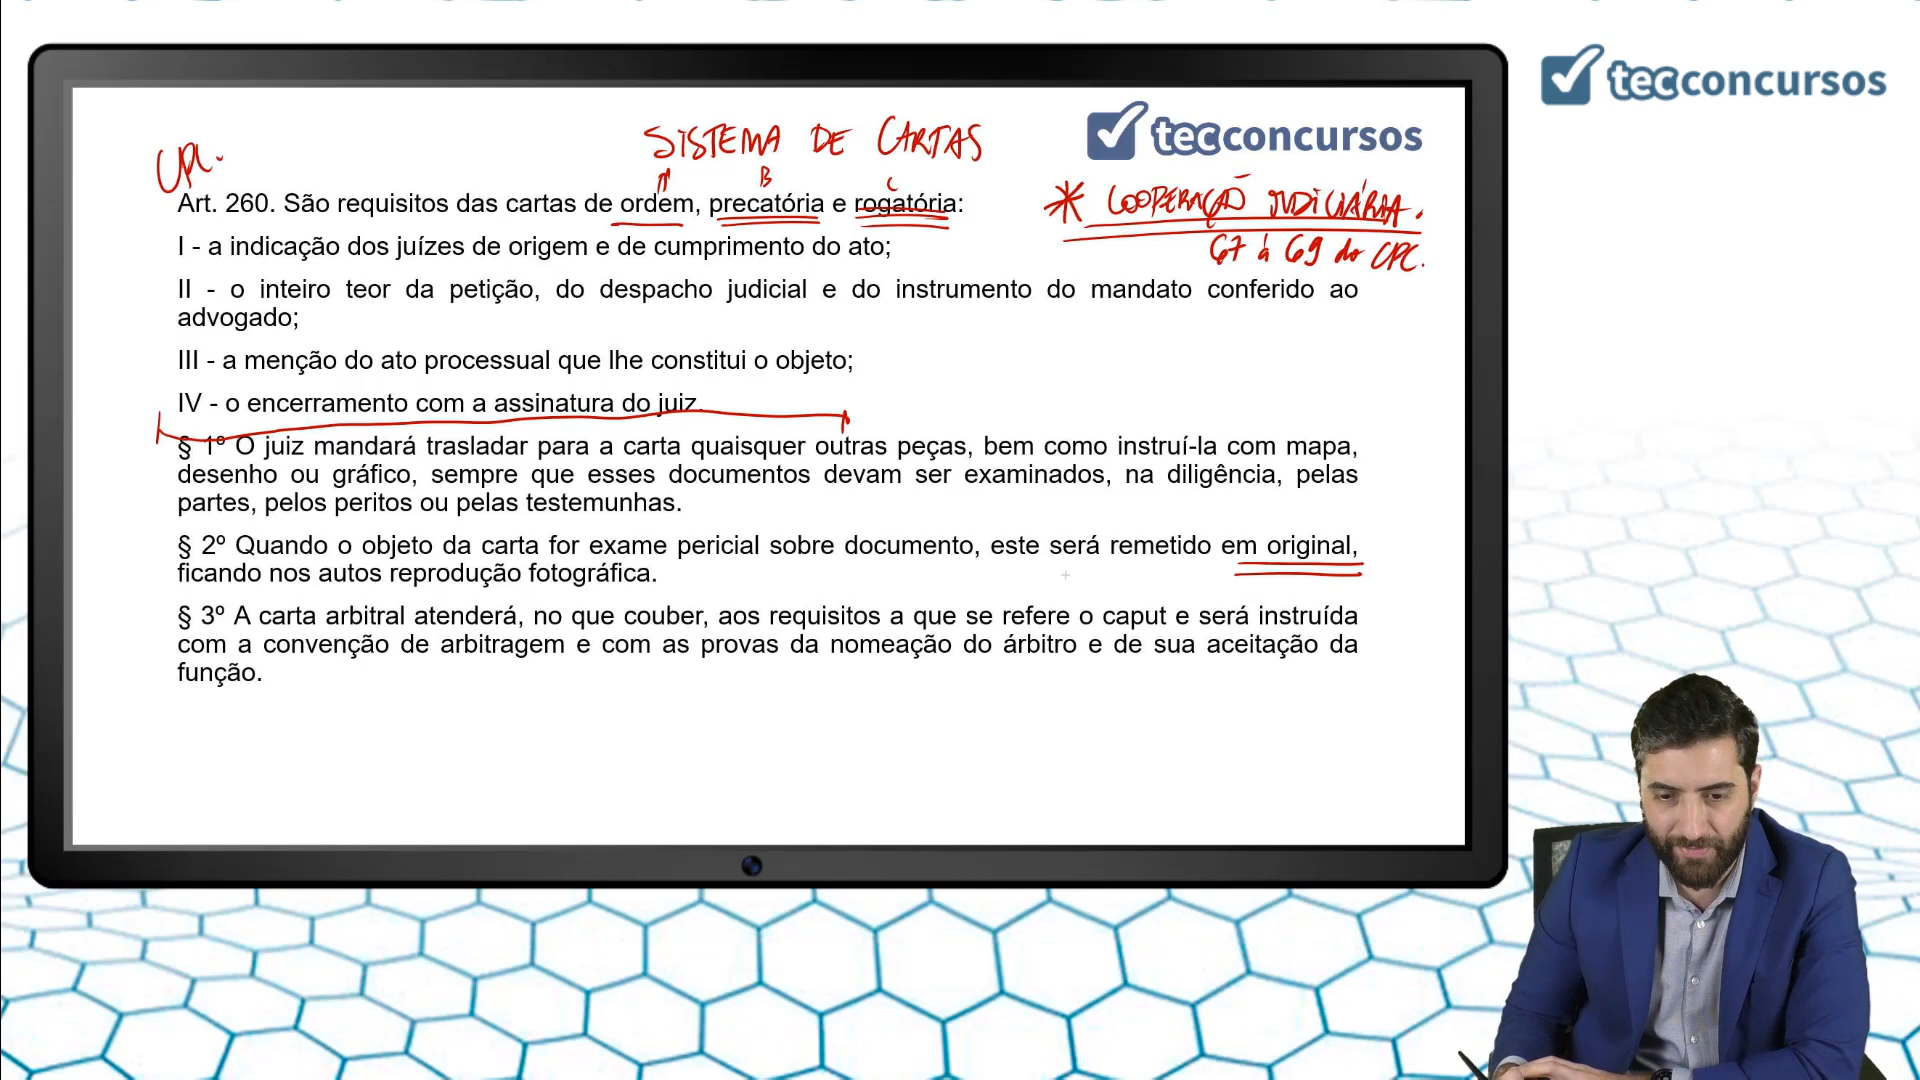 tecconcursos
SISTEMA DE CARTAS
tecconcursos
CPC.
B
C
Art. 260. São requisitos das cartas de ordem, precatória e rogatória:
* COOPERAÇÃO JUDICIÁRIA.
67 à 69 do CPC.
I - a indicação dos juízes de origem e de cumprimento do ato;
II - o inteiro teor da petição, do despacho judicial e do instrumento do mandato conferido ao
advogado;
III - a menção do ato processual que lhe constitui o objeto;
IV - o encerramento com a assinatura do juiz.
§ 1º O juiz mandará trasladar para a carta quaisquer outras peças, bem como instruí-la com mapa,
desenho ou gráfico, sempre que esses documentos devam ser examinados, na diligência, pelas
partes, pelos peritos ou pelas testemunhas.
§ 2º Quando o objeto da carta for exame pericial sobre documento, este será remetido em original,
ficando nos autos reprodução fotográfica.
§ 3º A carta arbitral atenderá, no que couber, aos requisitos a que se refere o caput e será instruída
com a convenção de arbitragem e com as provas da nomeação do árbitro e de sua aceitação da
função.